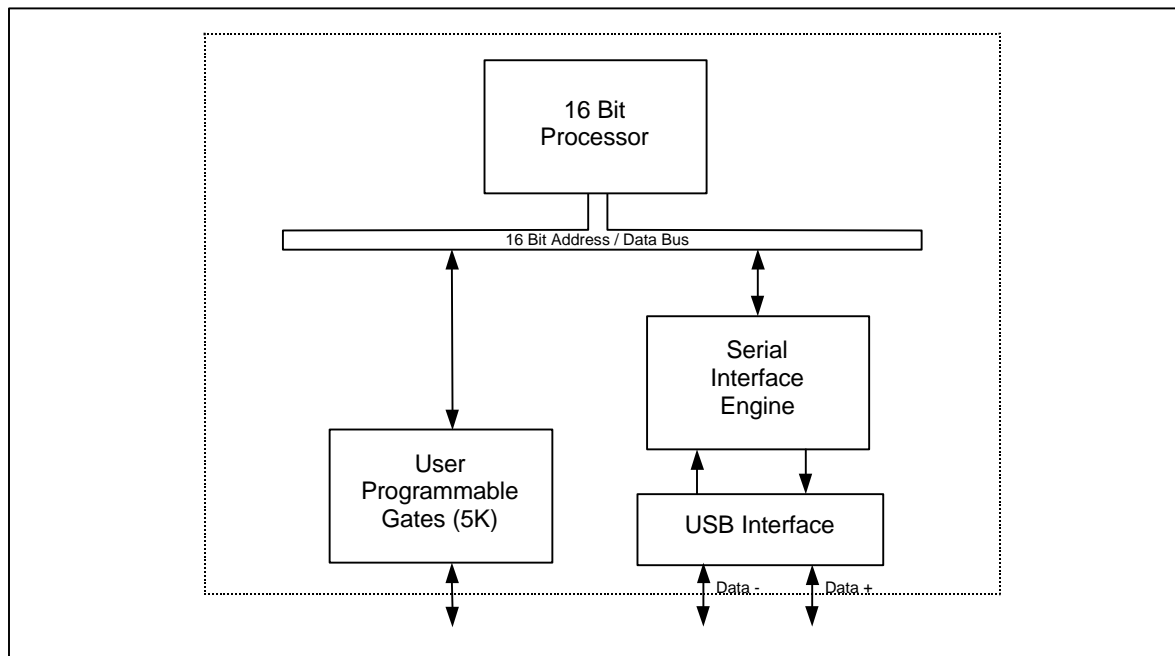 16 Bit
Processor
16 Bit Address / Data Bus
Serial
Interface
Engine
User
Programmable
Gates (5K)
USB Interface
Data -
Data +